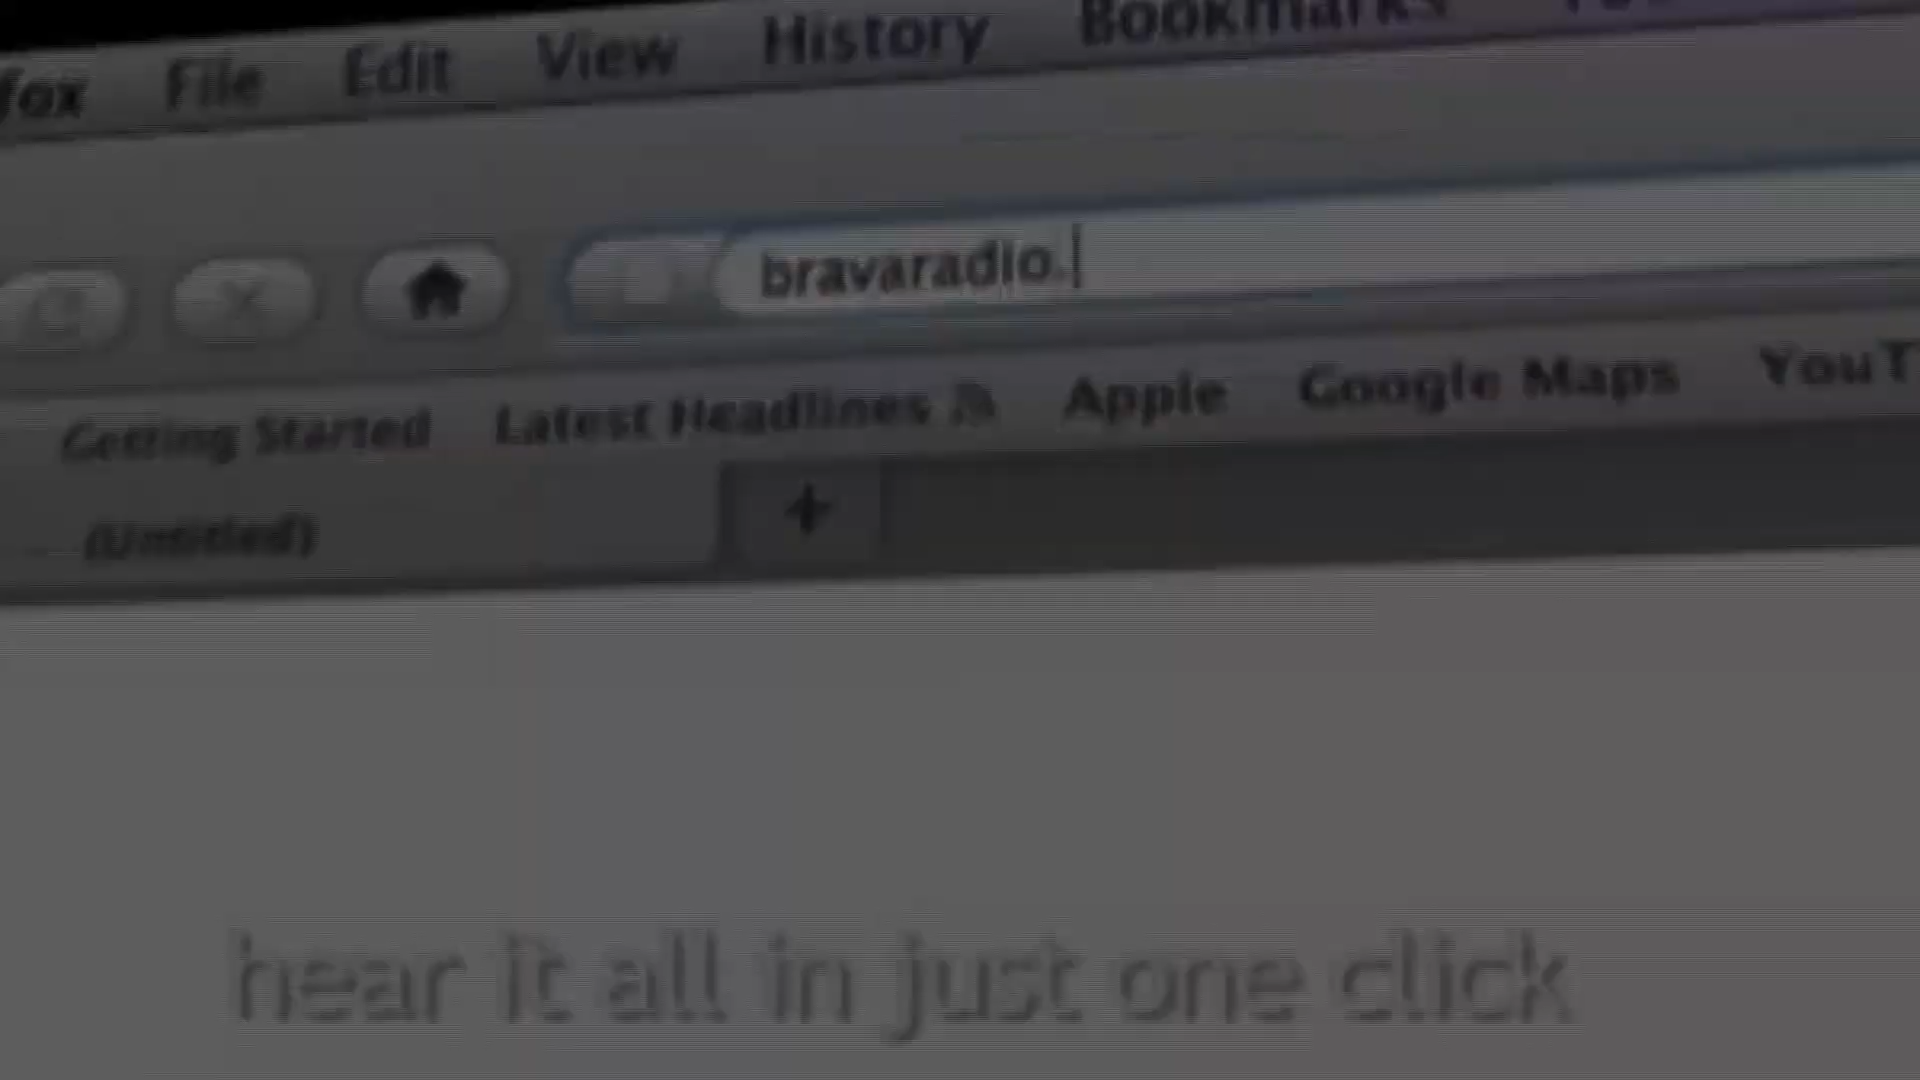 fox File Edit View History Bookmarks
bravaradio.
Getting Started Latest Headlines Apple Google Maps YouT
(Untitled)
+
hear it all in just one click